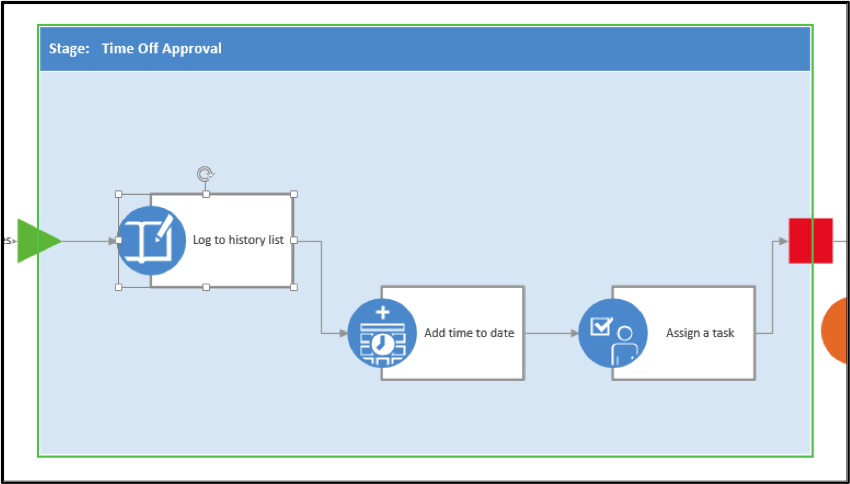 Stage: Time Off Approval
es
Log to history list
Add time to date
Assign a task